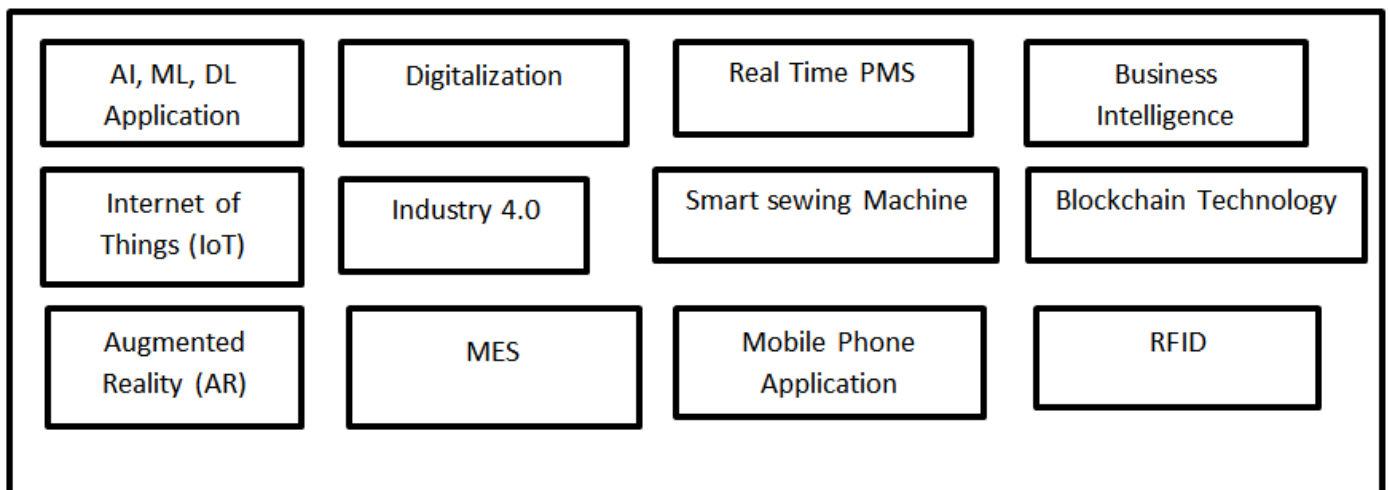 AI, ML, DL
Application
Digitalization
Real Time PMS
Business
Intelligence
Internet of
Things (IoT)
Industry 4.0
Smart sewing Machine
Blockchain Technology
Augmented
Reality (AR)
MES
Mobile Phone
Application
RFID